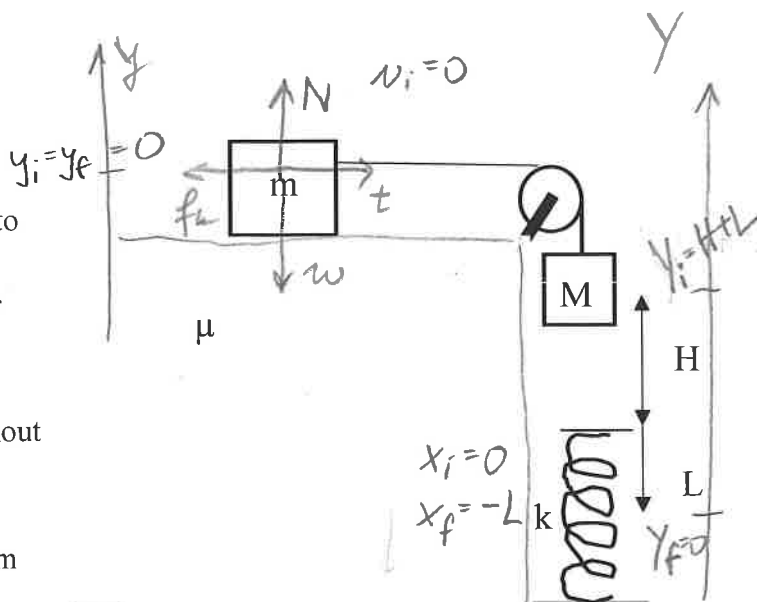 y
Y
N
v_i = 0
y_i = y_f = 0
m
f_k
t
to
w
Y_i = H+L
M
μ
H
out
x_i = 0
x_f = -L
k
L
Y_f = 0
m